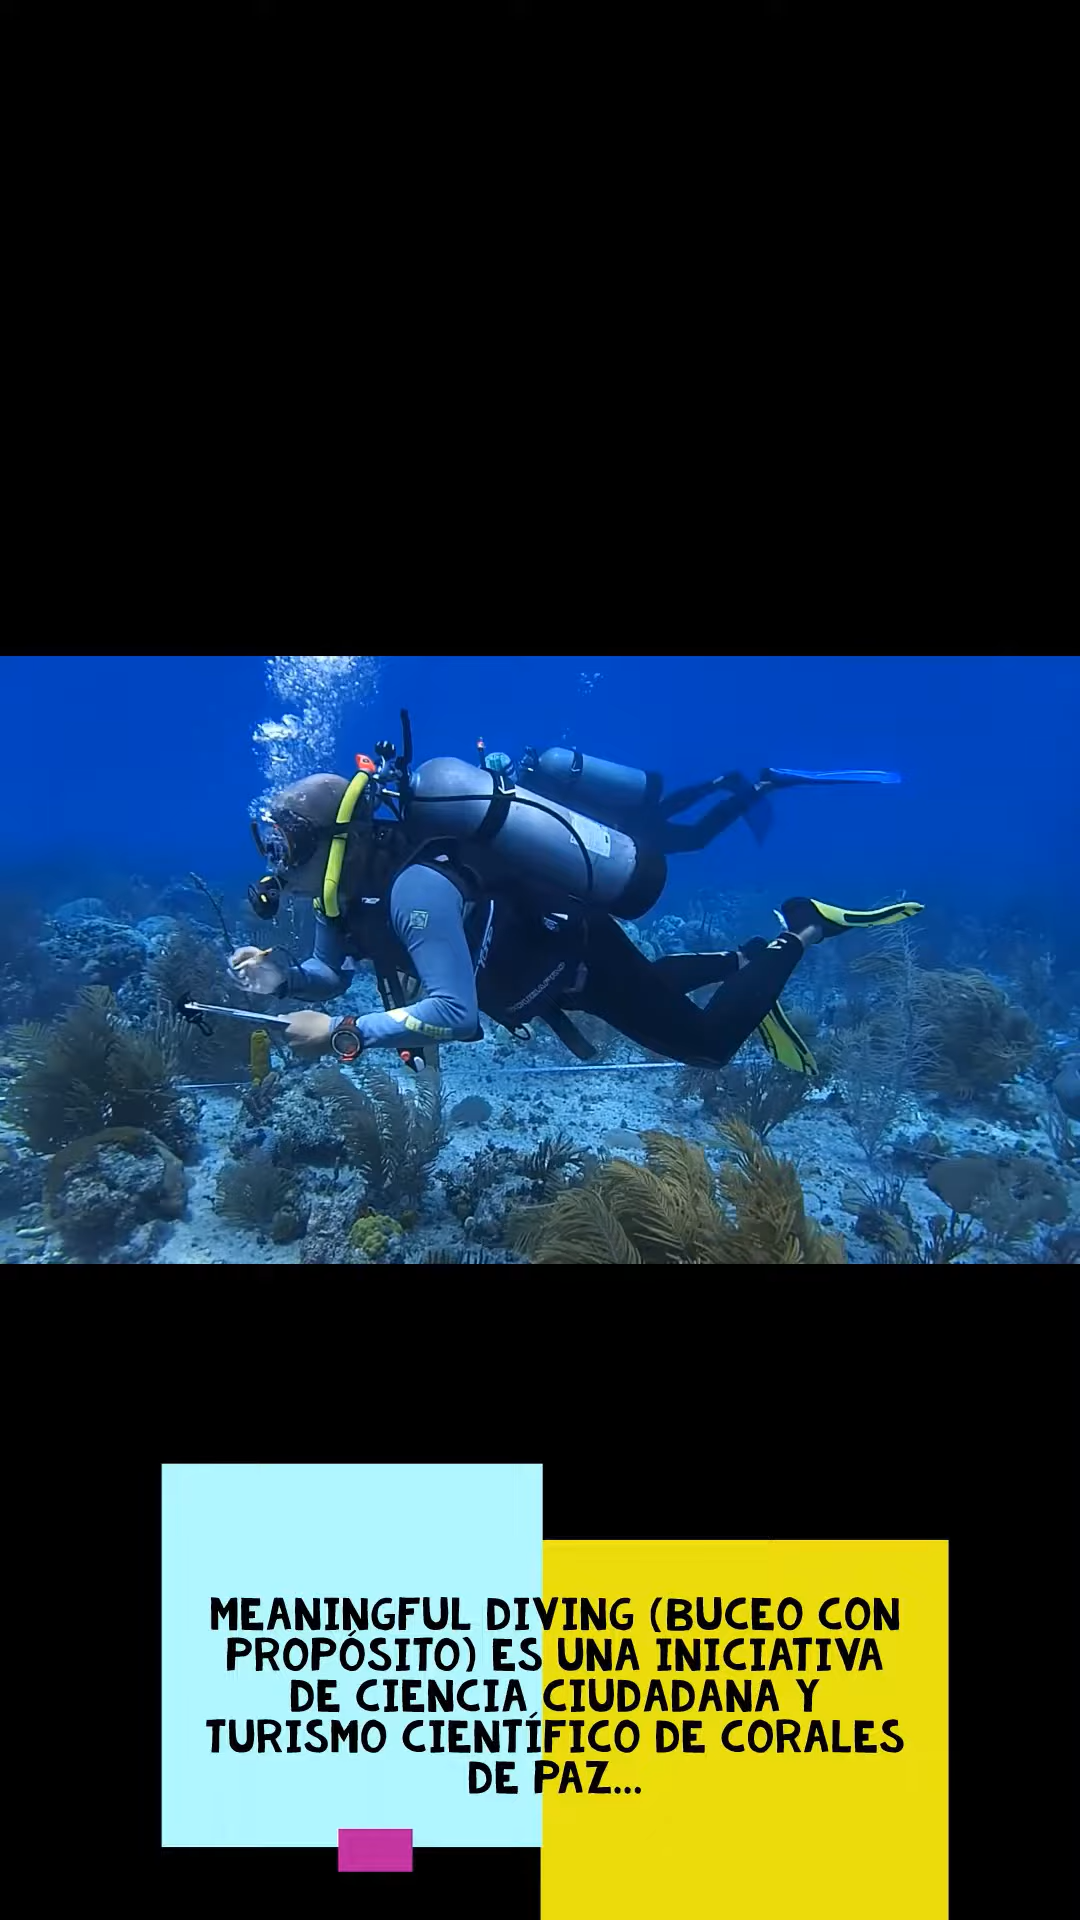 MEANINGFUL DIVING (BUCEO CON
PROPÓSITO) ES UNA INICIATIVA
DE CIENCIA CIUDADANA Y
TURISMO CIENTÍFICO DE CORALES
DE PAZ...